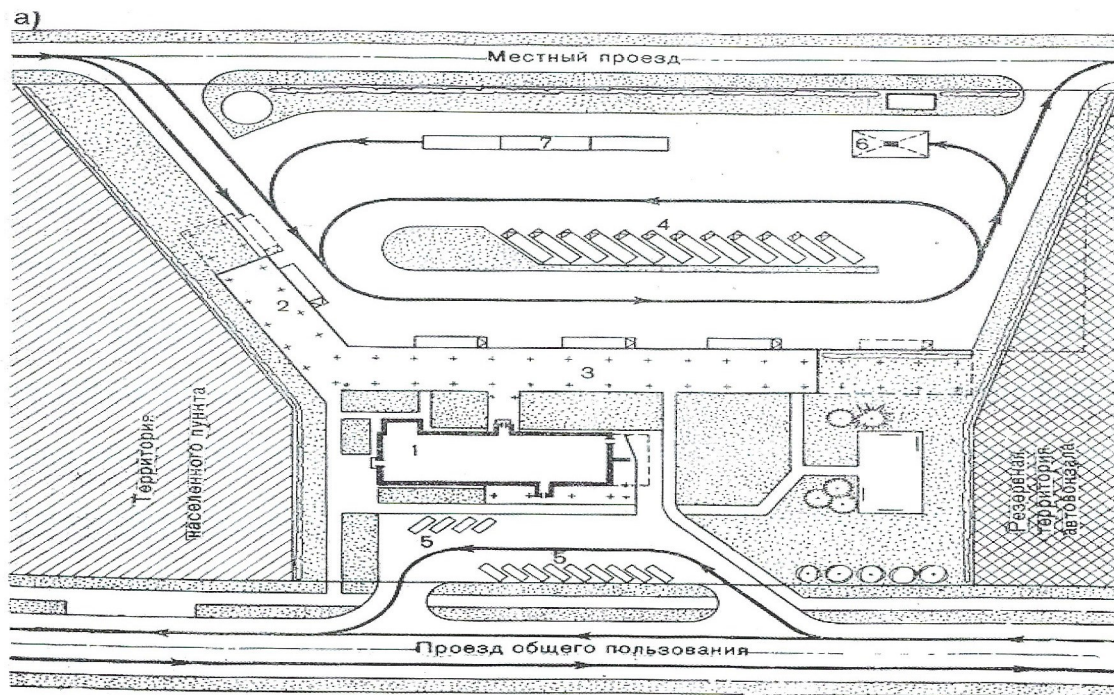 а)
Местный проезд
7
6
4
2
3
1
5
5
Территория
населенного пункта
Резервная
территория
автовокзала
Проезд общего пользования